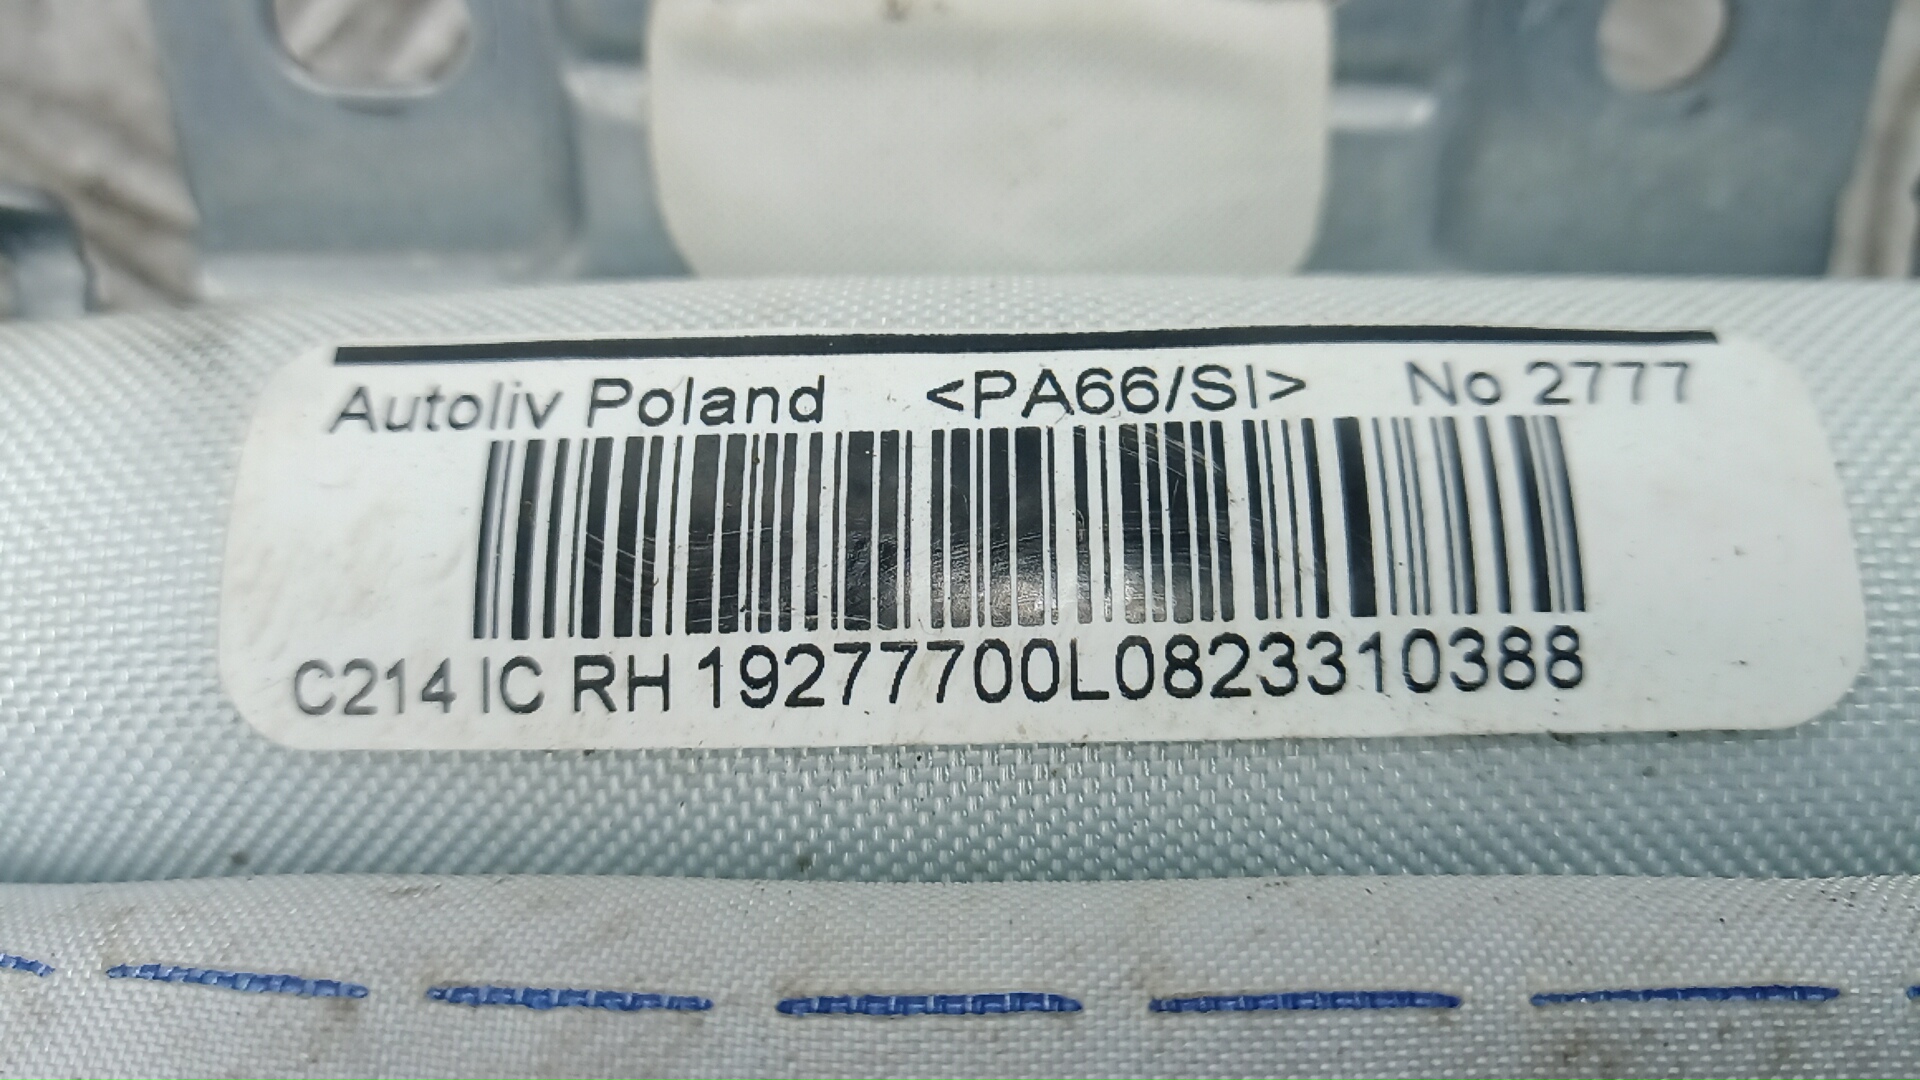 Autoliv Poland <PA66/SI> No 2777
C214 IC RH 19277700L0823310388